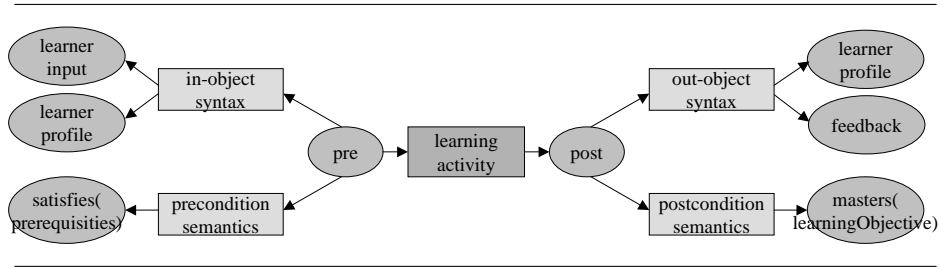 learner
input
in-object
syntax
learner
profile
pre
learning
activity
post
out-object
syntax
learner
profile
feedback
satisfies(
prerequisities)
precondition
semantics
postcondition
semantics
masters(
learningObjective)